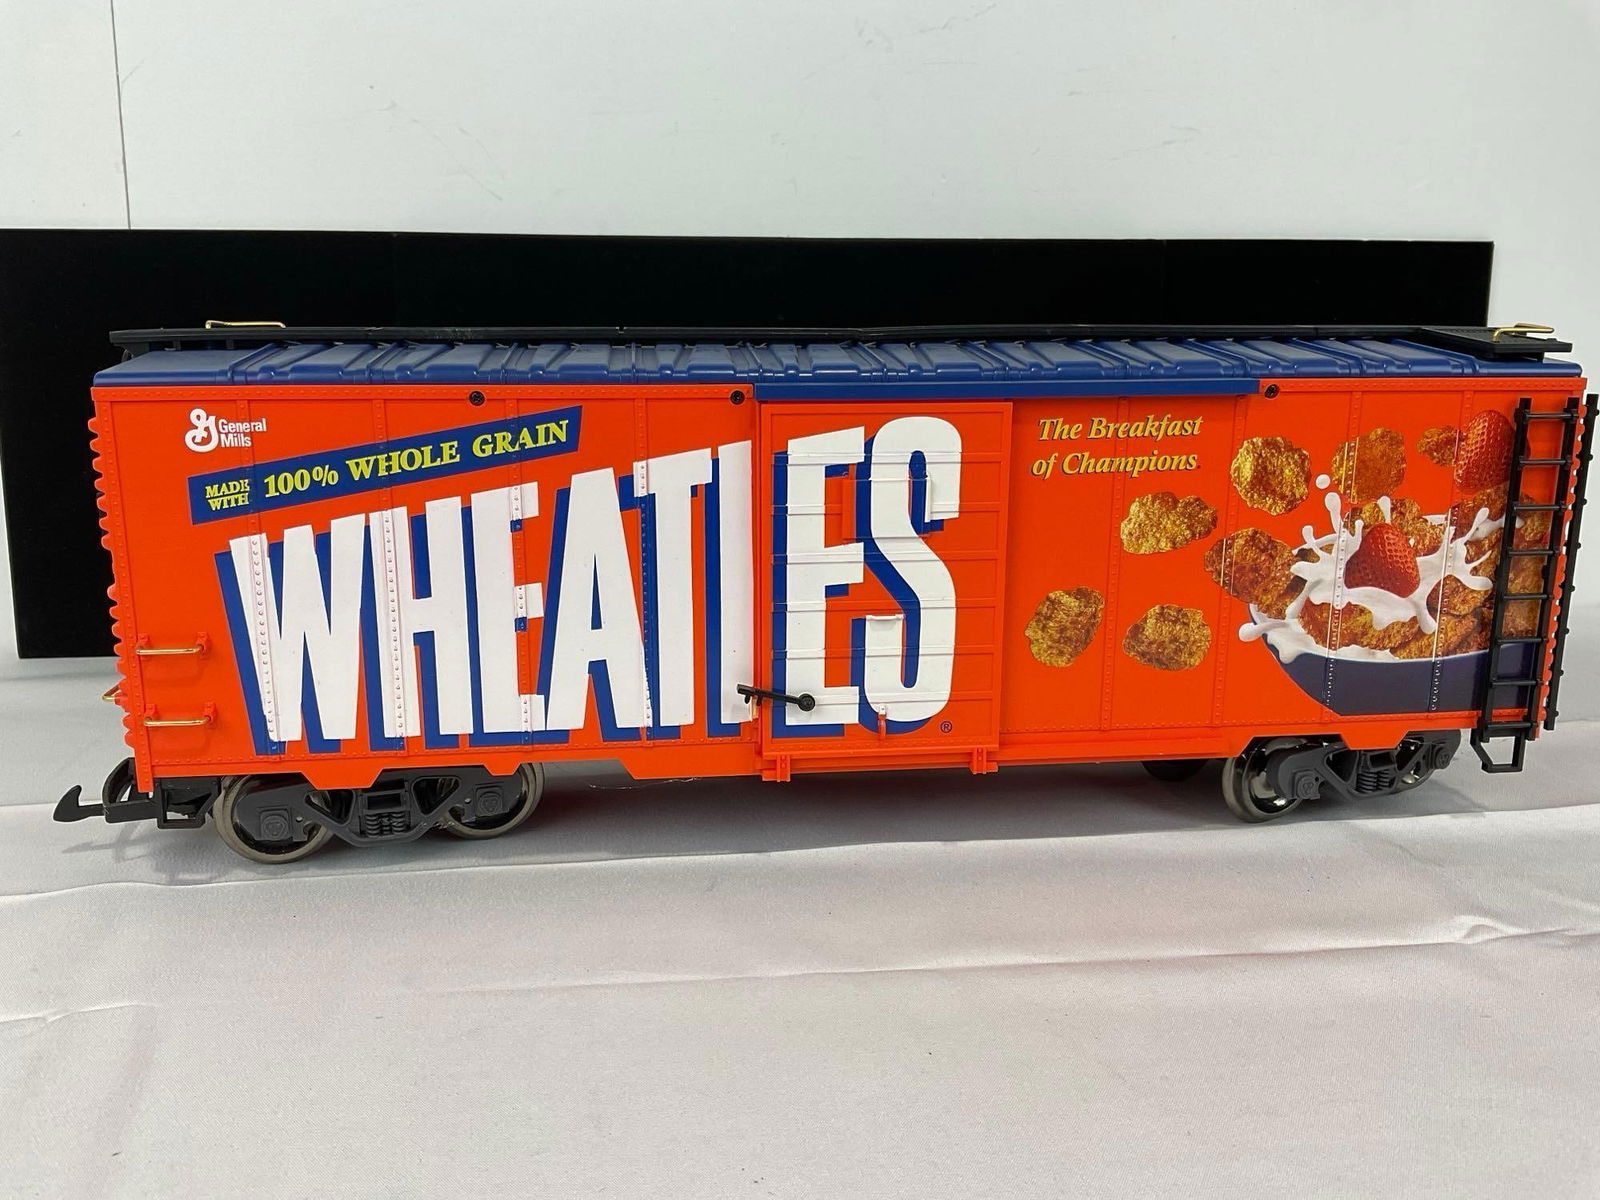 General
Mills
MADE
WITH 100% WHOLE GRAIN
WHEATIES
®
The Breakfast
of Champions